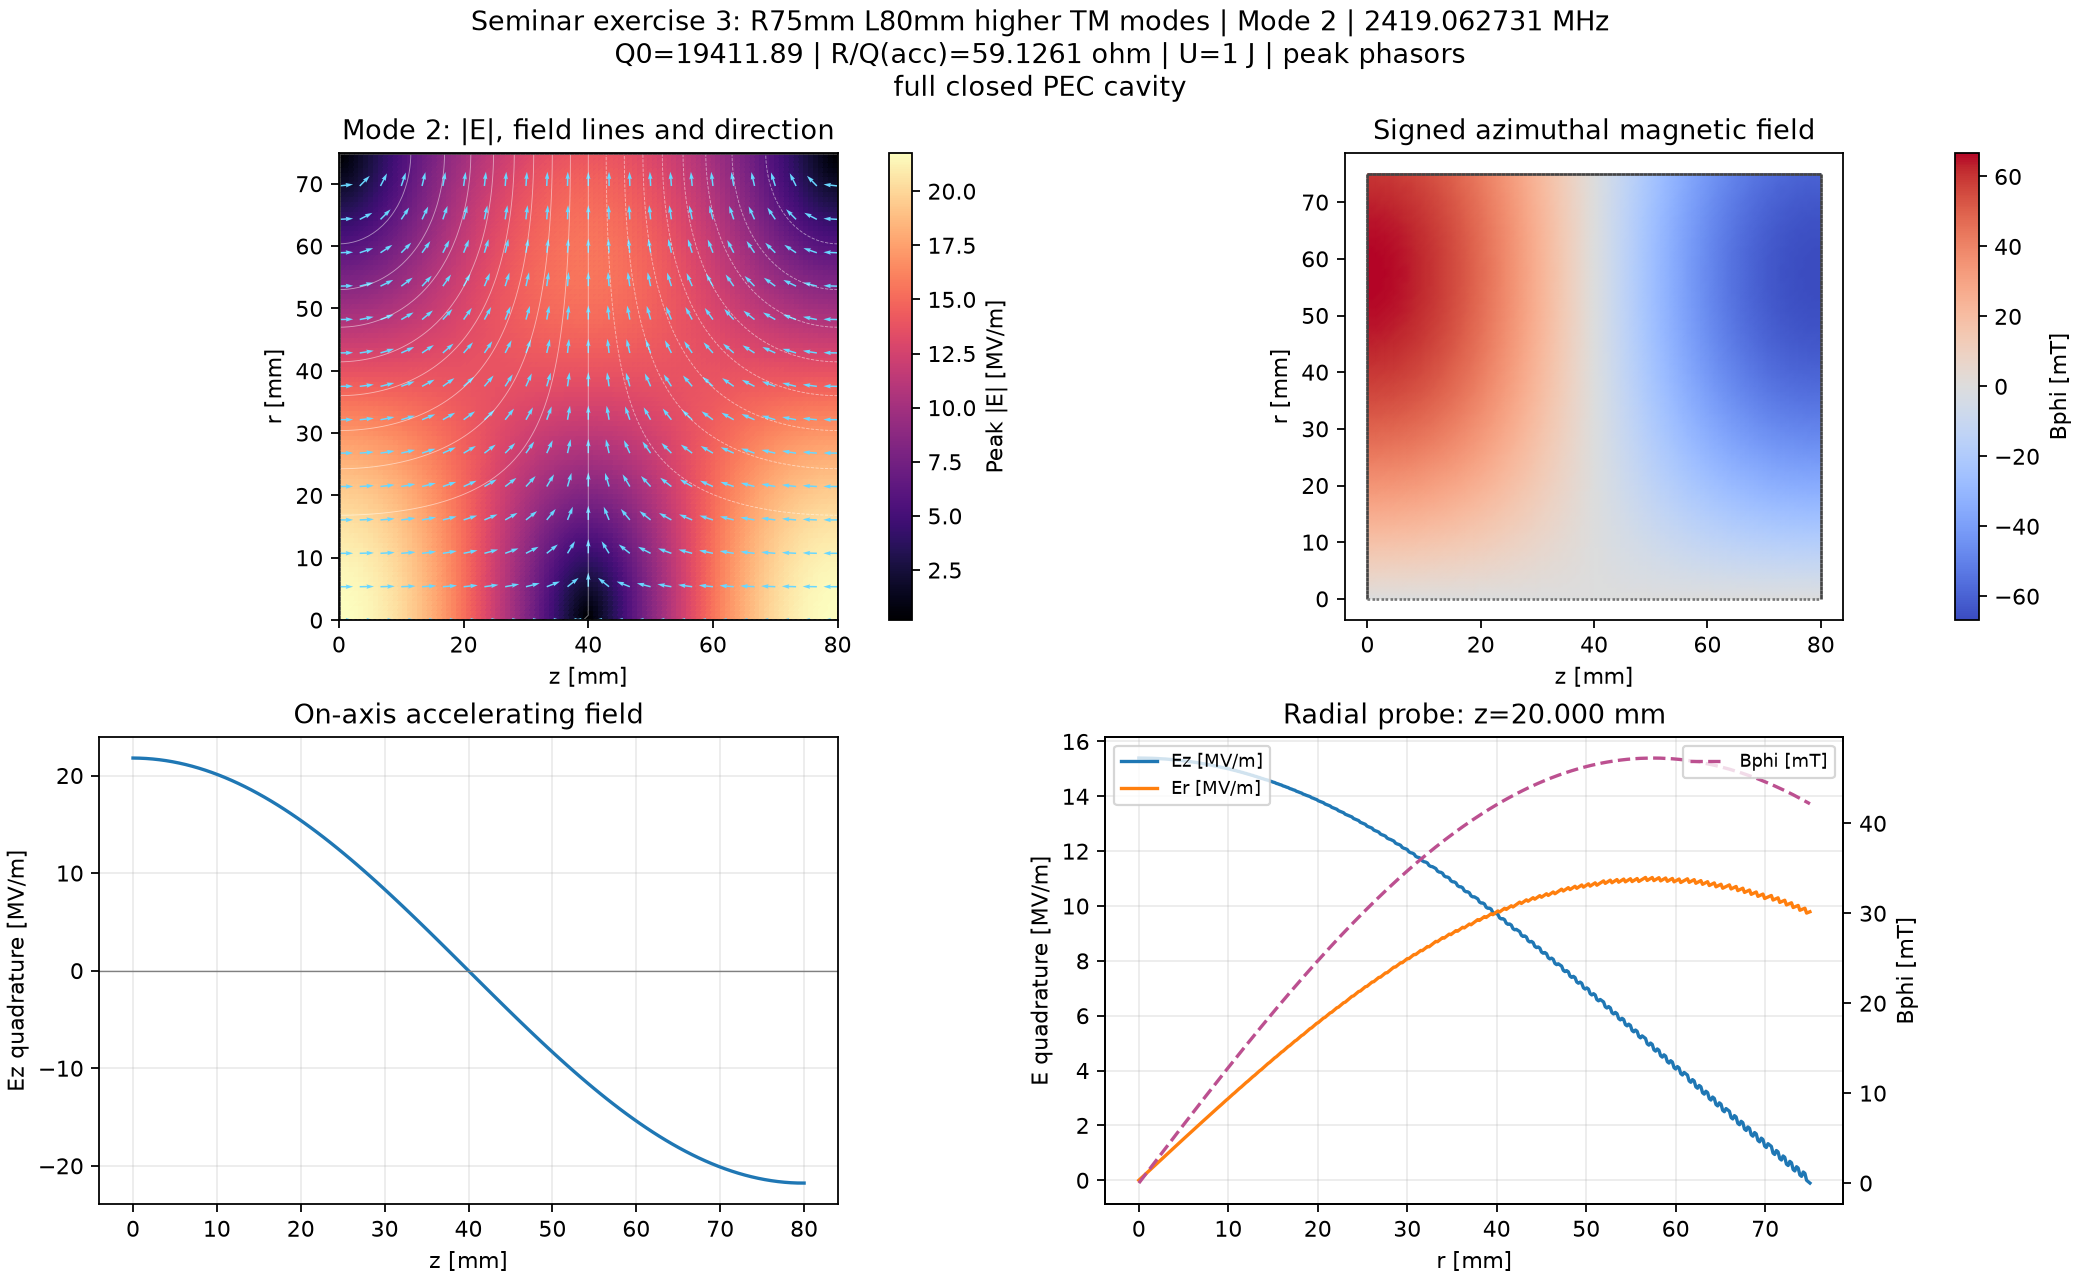 Seminar exercise 3: R75mm L80mm higher TM modes | Mode 2 | 2419.062731 MHz
Q0=19411.89 | R/Q(acc)=59.1261 ohm | U=1 J | peak phasors
full closed PEC cavity
Mode 2: |E|, field lines and direction
70
60
50
40
30
20
10
0
r [mm]
0 20 40 60 80
z [mm]
20.0
17.5
15.0
12.5
10.0
7.5
5.0
2.5
Peak |E| [MV/m]
Signed azimuthal magnetic field
70
60
50
40
30
20
10
0
r [mm]
0 20 40 60 80
z [mm]
60
40
20
0
−20
−40
−60
Bphi [mT]
On-axis accelerating field
20
10
0
−10
−20
Ez quadrature [MV/m]
0 10 20 30 40 50 60 70 80
z [mm]
Radial probe: z=20.000 mm
Ez [MV/m]
Er [MV/m]
Bphi [mT]
16
14
12
10
8
6
4
2
0
E quadrature [MV/m]
40
30
20
10
0
Bphi [mT]
0 10 20 30 40 50 60 70
r [mm]